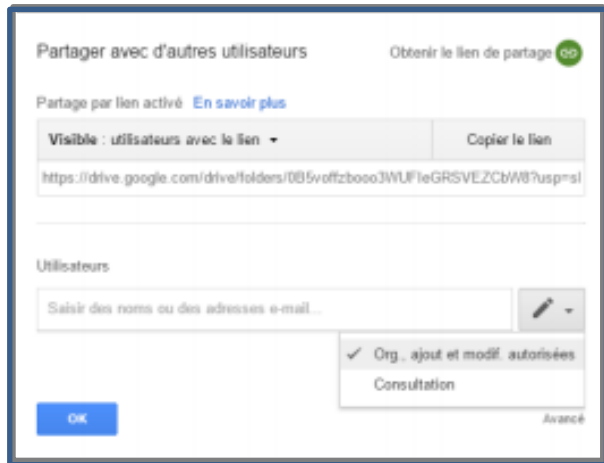 Partager avec d'autres utilisateurs
Obtenir le lien de partage
Partage par lien activé En savoir plus
Visible : utilisateurs avec le lien
Copier le lien
https://drive.google.com/drive/folders/
Utilisateurs
Saisir des noms ou des adresses e-mail...
Org., ajout et modif. autorisées
Consultation
OK
Avancé